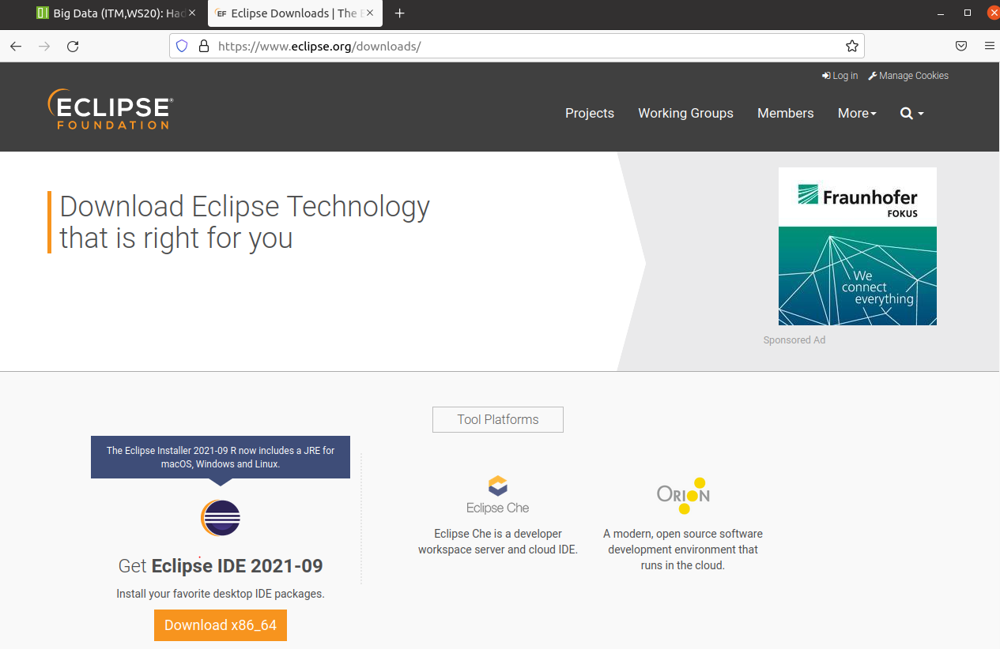 Big Data (ITM,WS20): Had
EF Eclipse Downloads | The E
https://www.eclipse.org/downloads/
Log in Manage Cookies
ECLIPSE®
FOUNDATION
Projects Working Groups Members More
Download Eclipse Technology
that is right for you
Fraunhofer
FOKUS
We
connect
everything
Sponsored Ad
Tool Platforms
The Eclipse Installer 2021-09 R now includes a JRE for
macOS, Windows and Linux.
Get Eclipse IDE 2021-09
Install your favorite desktop IDE packages.
Download x86_64
Eclipse Che
Eclipse Che is a developer
workspace server and cloud IDE.
ORION
A modern, open source software
development environment that
runs in the cloud.